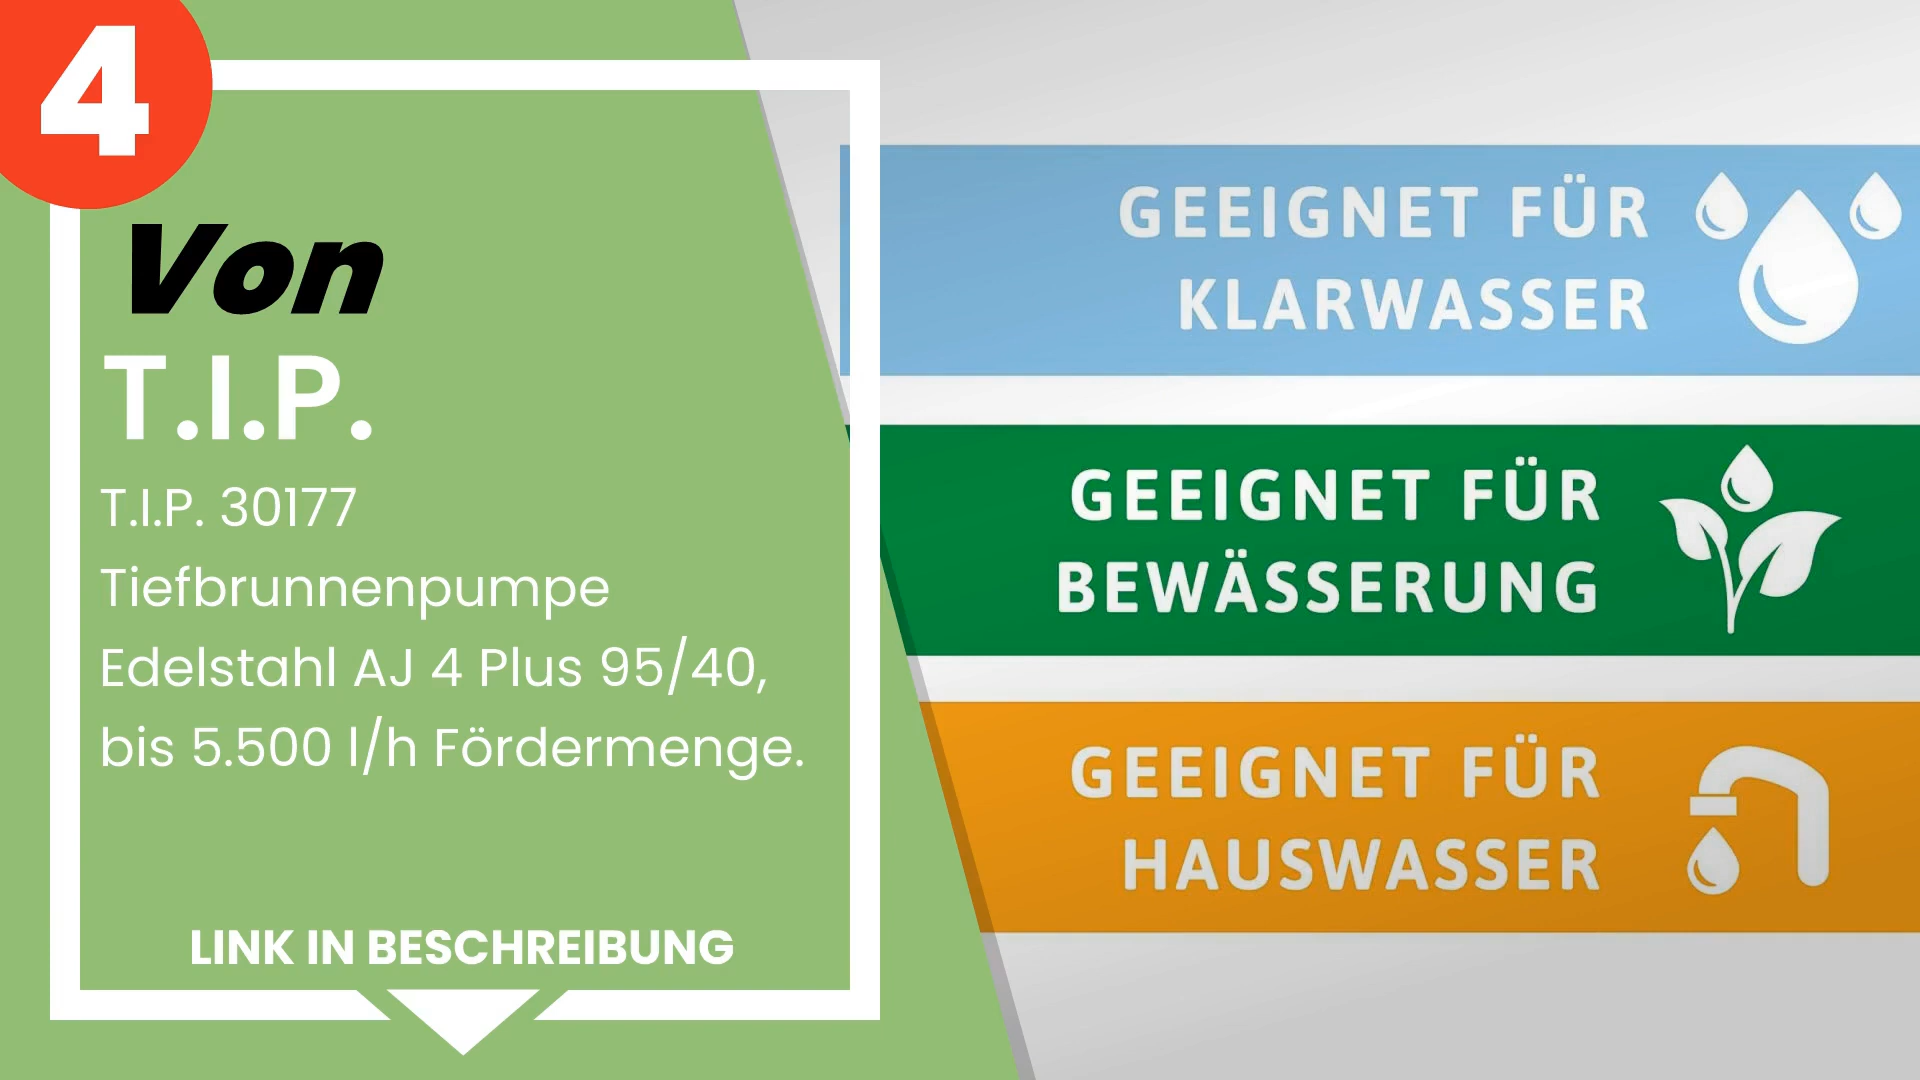 4
Von
T.I.P.
T.I.P. 30177
Tiefbrunnenpumpe
Edelstahl AJ 4 Plus 95/40,
bis 5.500 l/h Fördermenge.
LINK IN BESCHREIBUNG
GEEIGNET FÜR
KLARWASSER
GEEIGNET FÜR
BEWÄSSERUNG
GEEIGNET FÜR
HAUSWASSER